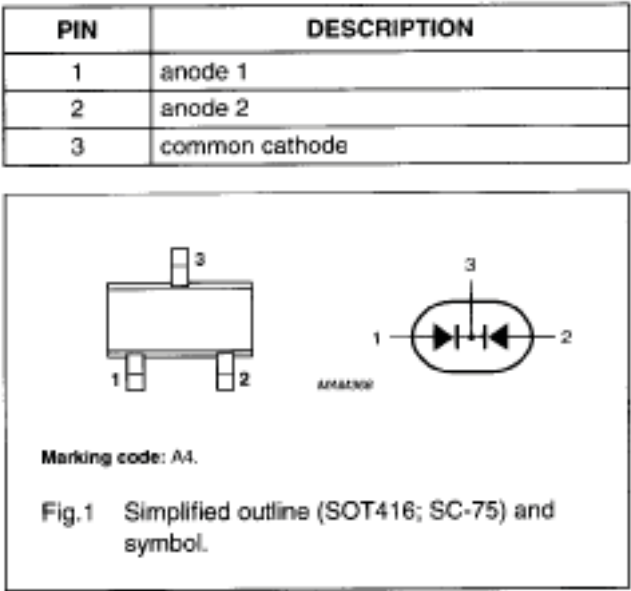 PIN DESCRIPTION
1 anode 1
2 anode 2
3 common cathode
3
3
1 2
1 2
Marking code: A4.
Fig.1 Simplified outline (SOT416; SC-75) and
symbol.